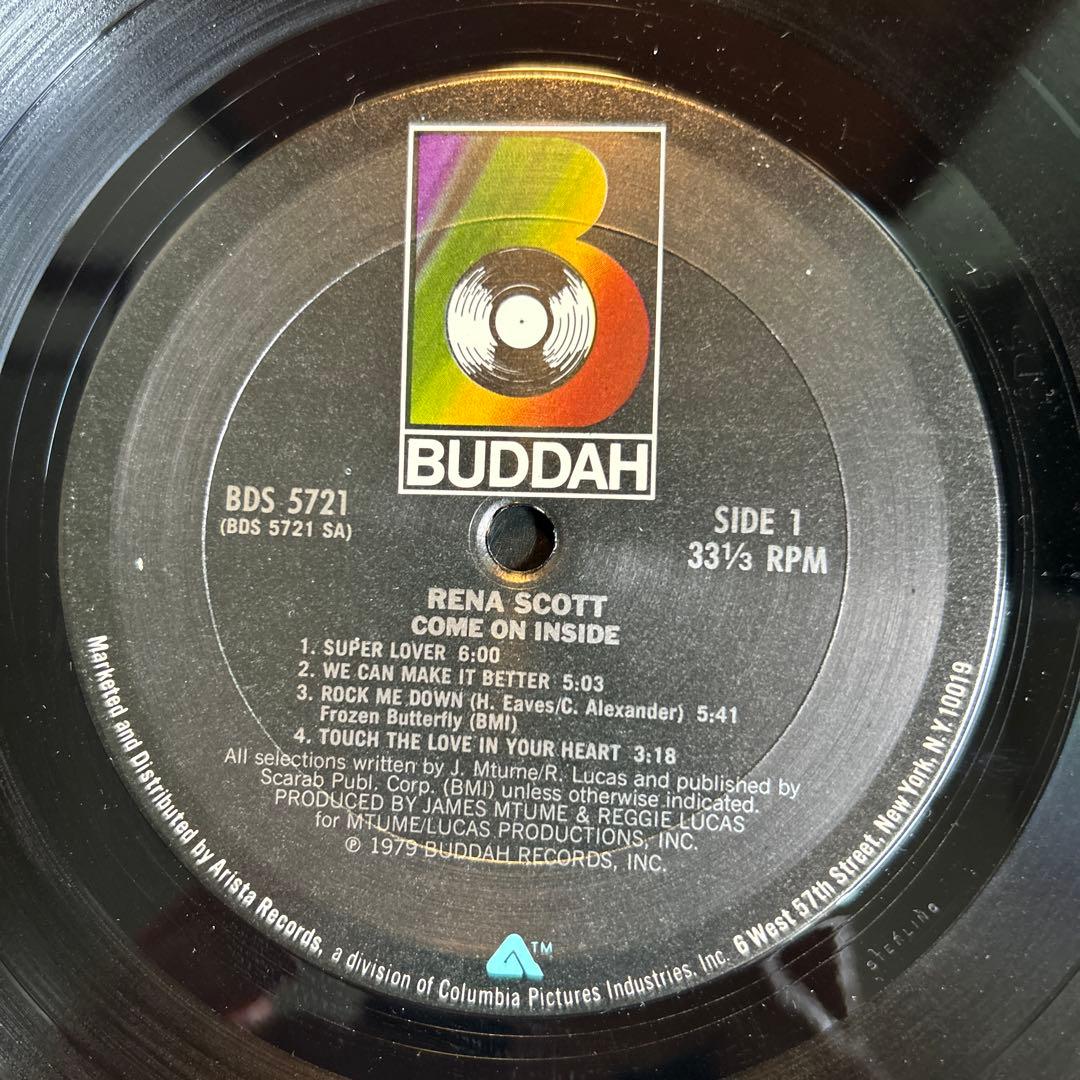 BUDDAH
BDS 5721
(BDS 5721 SA)
SIDE 1
33⅓ RPM
RENA SCOTT
COME ON INSIDE
1. SUPER LOVER 6:00
2. WE CAN MAKE IT BETTER 5:03
3. ROCK ME DOWN (H. Eaves/C. Alexander) 5:41
Frozen Butterfly (BMI)
4. TOUCH THE LOVE IN YOUR HEART 3:18
All selections written by J. Mtume/R. Lucas and published by
Scarab Publ. Corp. (BMI) unless otherwise indicated.
PRODUCED BY JAMES MTUME & REGGIE LUCAS
for MTUME/LUCAS PRODUCTIONS, INC.
℗ 1979 BUDDAH RECORDS, INC.
TM
Marketed and Distributed by Arista Records, a division of Columbia Pictures Industries, Inc. 6 West 57th Street, New York, N.Y. 10019
STERLING